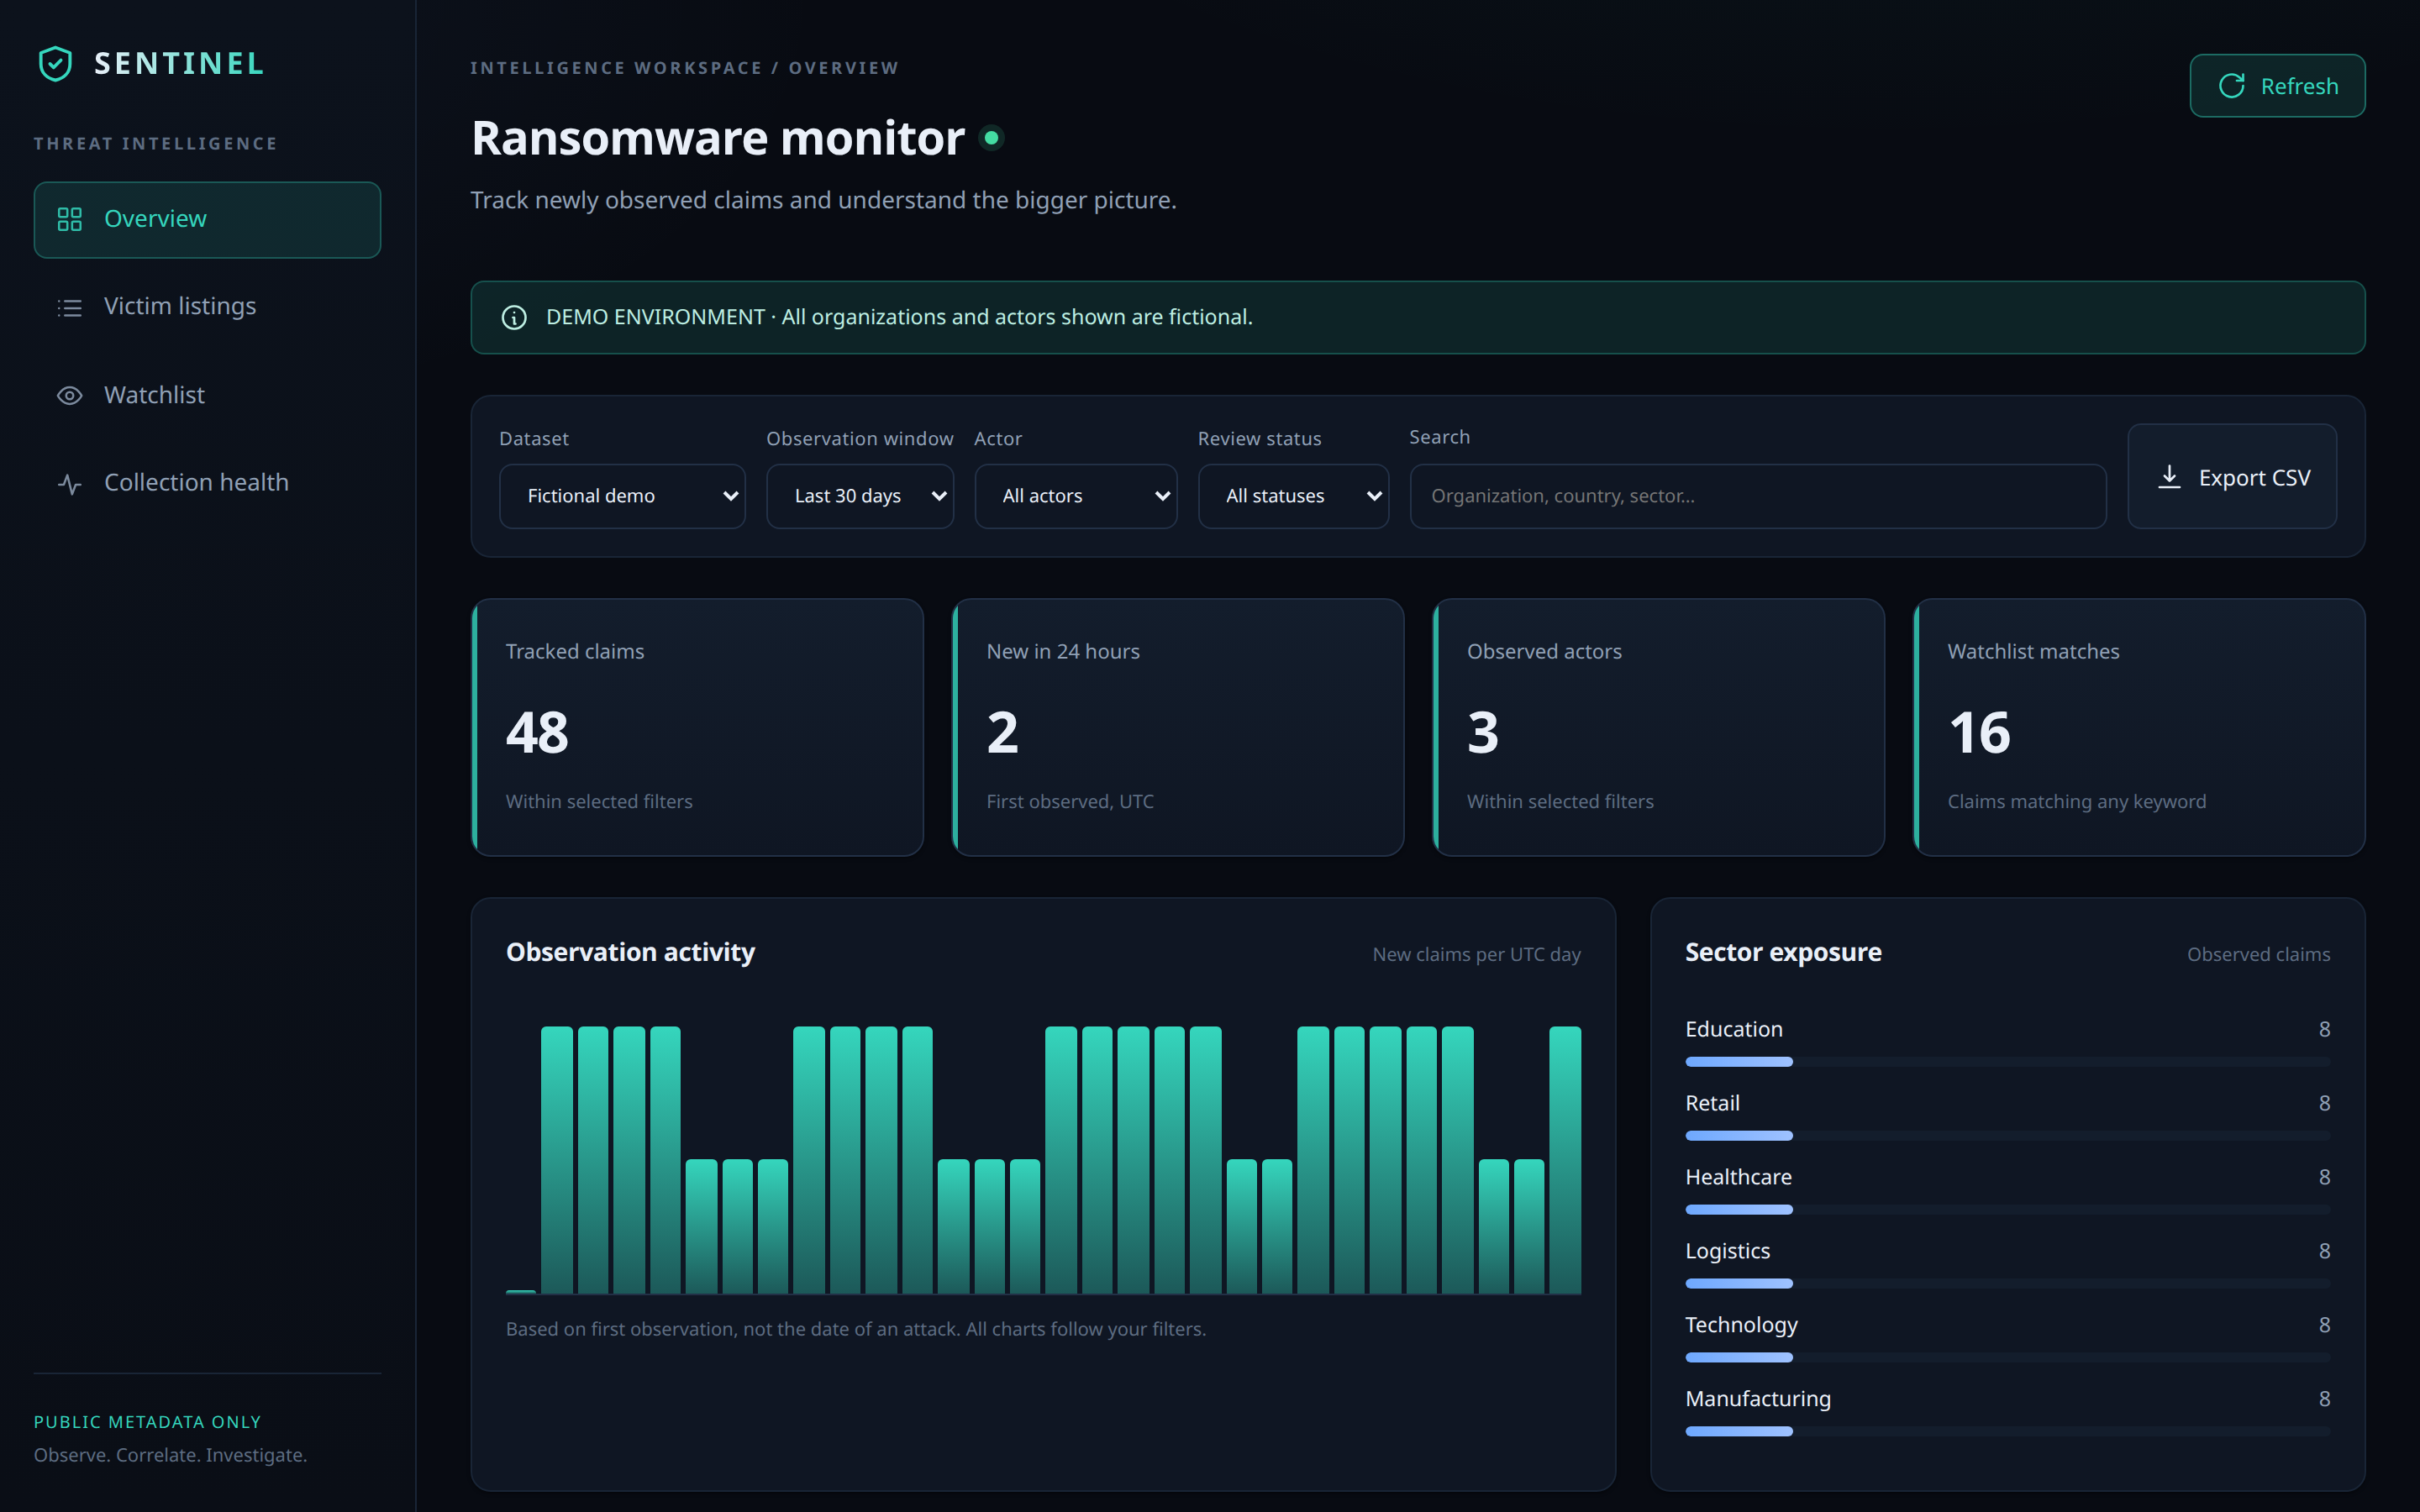 SENTINEL
THREAT INTELLIGENCE
Overview
Victim listings
Watchlist
Collection health
PUBLIC METADATA ONLY
Observe. Correlate. Investigate.
INTELLIGENCE WORKSPACE / OVERVIEW
Refresh
Ransomware monitor
Track newly observed claims and understand the bigger picture.
DEMO ENVIRONMENT · All organizations and actors shown are fictional.
Dataset
Fictional demo
Observation window
Last 30 days
Actor
All actors
Review status
All statuses
Search
Organization, country, sector...
Export CSV
Tracked claims
48
Within selected filters
New in 24 hours
2
First observed, UTC
Observed actors
3
Within selected filters
Watchlist matches
16
Claims matching any keyword
Observation activity
New claims per UTC day
Based on first observation, not the date of an attack. All charts follow your filters.
Sector exposure
Observed claims
Education 8
Retail 8
Healthcare 8
Logistics 8
Technology 8
Manufacturing 8